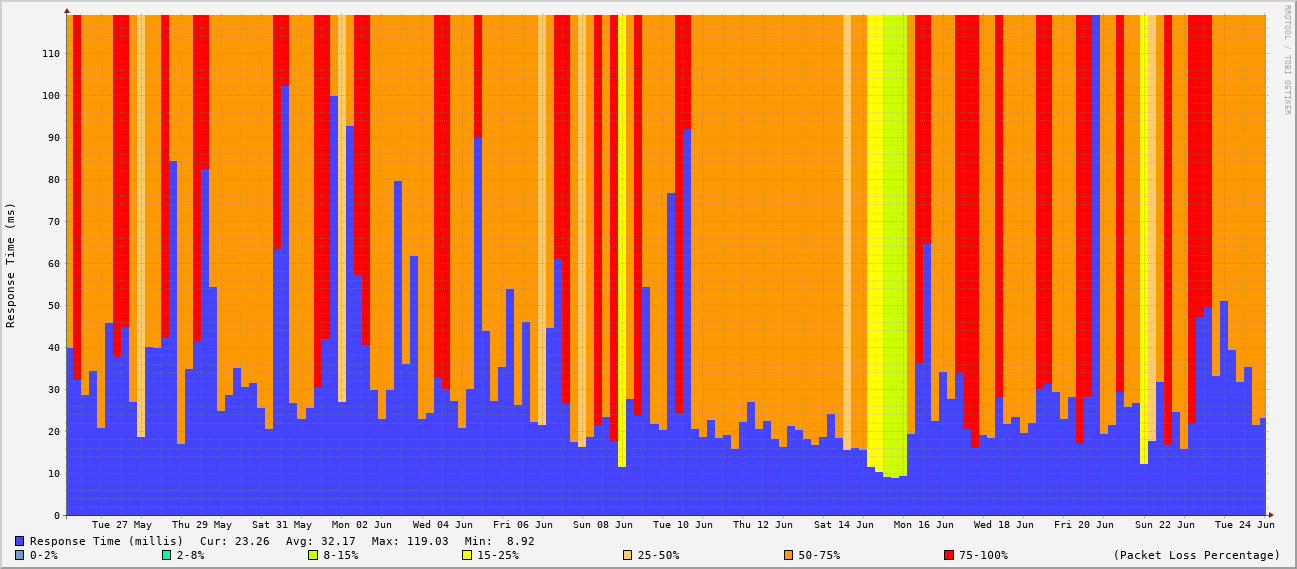 RRDTOOL / TOBI OETIKER
Response Time (ms)
110
100
90
80
70
60
50
40
30
20
10
0
Tue 27 May Thu 29 May Sat 31 May Mon 02 Jun Wed 04 Jun Fri 06 Jun Sun 08 Jun Tue 10 Jun Thu 12 Jun Sat 14 Jun Mon 16 Jun Wed 18 Jun Fri 20 Jun Sun 22 Jun Tue 24 Jun
Response Time (millis) Cur: 23.26 Avg: 32.17 Max: 119.03 Min: 8.92
0-2% 2-8% 8-15% 15-25% 25-50% 50-75% 75-100% (Packet Loss Percentage)